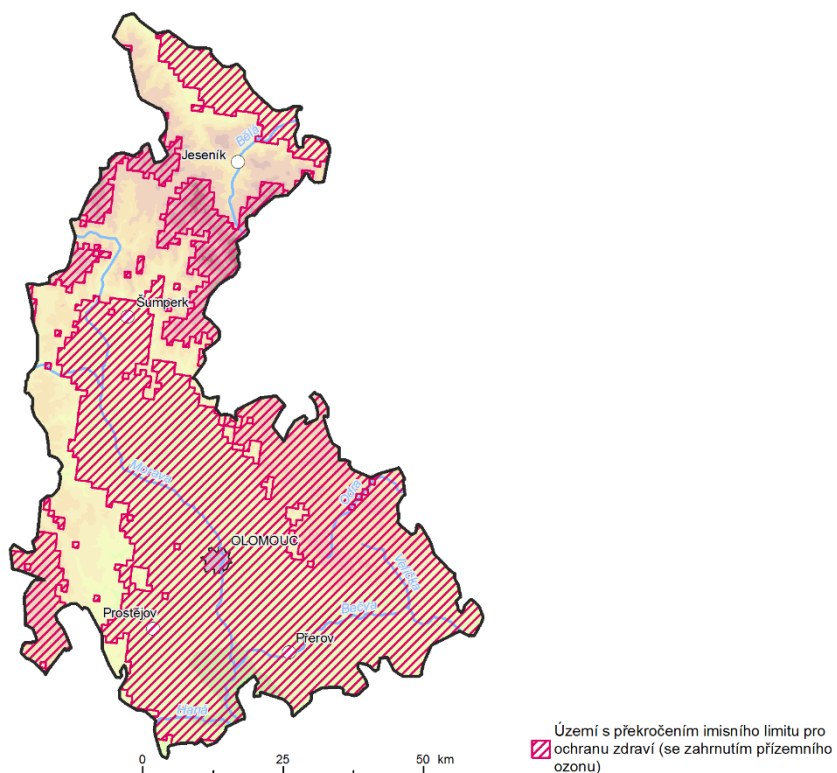 Bělá
Jeseník
Šumperk
Morava
Odra
OLOMOUC
Velička
Bečva
Prostějov
Přerov
Haná
0 25 50 km
Území s překročením imisního limitu pro
ochranu zdraví (se zahrnutím přízemního
ozonu)